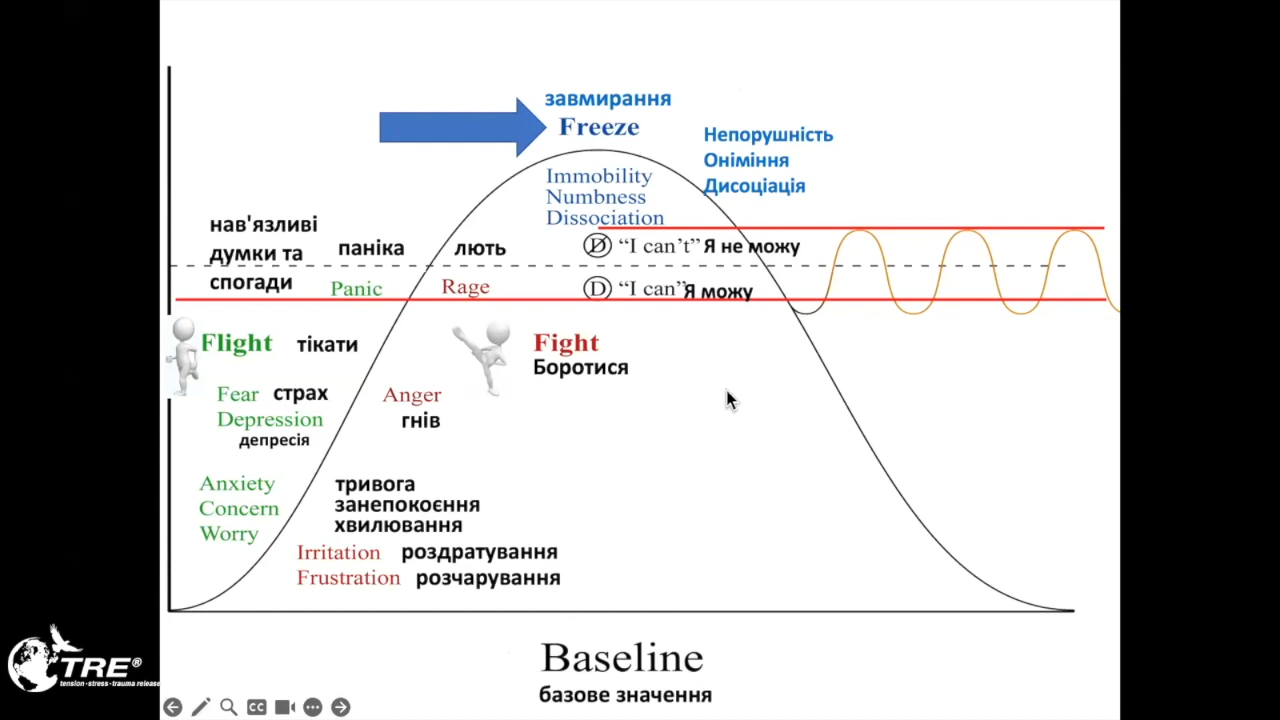 завмирання
Freeze
Непорушність
Оніміння
Дисоціація
Immobility
Numbness
Dissociation
нав'язливі
думки та
спогади
паніка
лють
D "I can't" Я не можу
Panic
Rage
D "I can" Я можу
Flight тікати
Fight
Боротися
Fear страх
Depression
депресія
Anger
гнів
Anxiety тривога
Concern занепокоєння
Worry хвилювання
Irritation роздратування
Frustration розчарування
Baseline
базове значення
TRE®
tension·stress·trauma release
CC